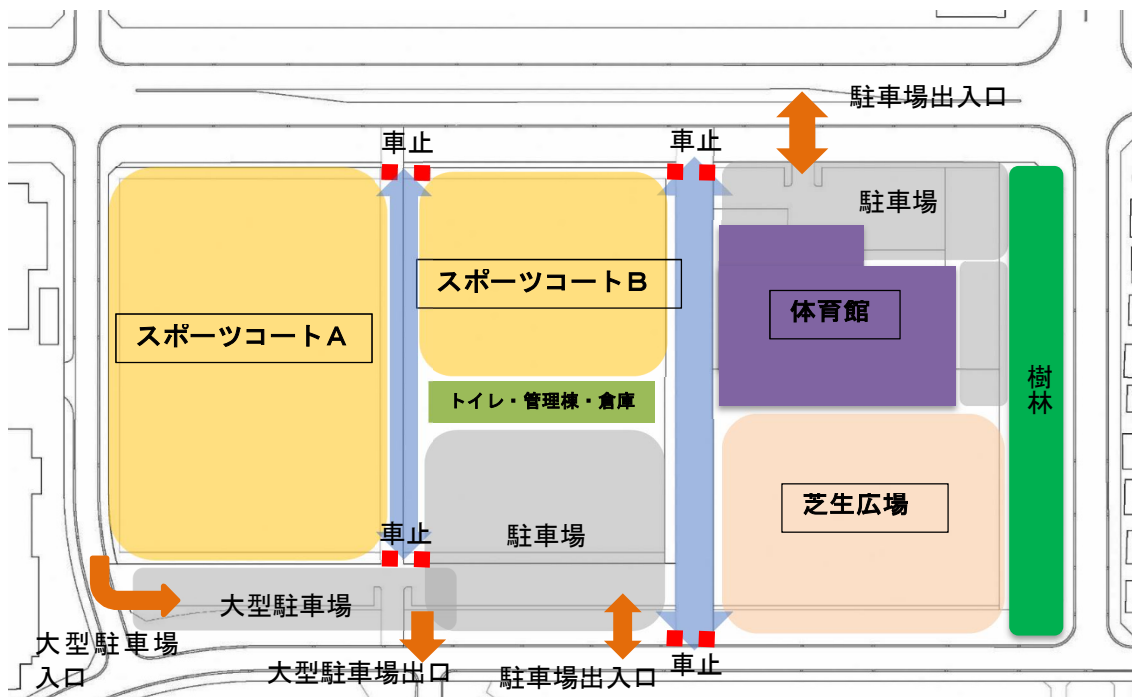 駐車場出入口
車止
車止
駐車場
スポーツコートB
体育館
スポーツコートA
樹林
トイレ・管理棟・倉庫
芝生広場
車止
駐車場
大型駐車場
大型駐車場
入口
大型駐車場出口
駐車場出入口
車止